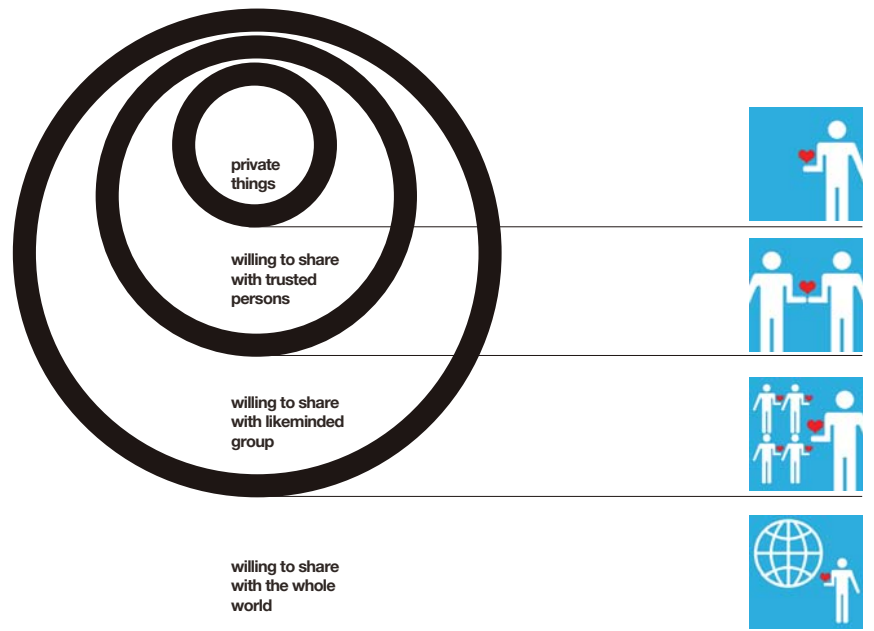 private
things
willing to share
with trusted
persons
willing to share
with likeminded
group
willing to share
with the whole
world